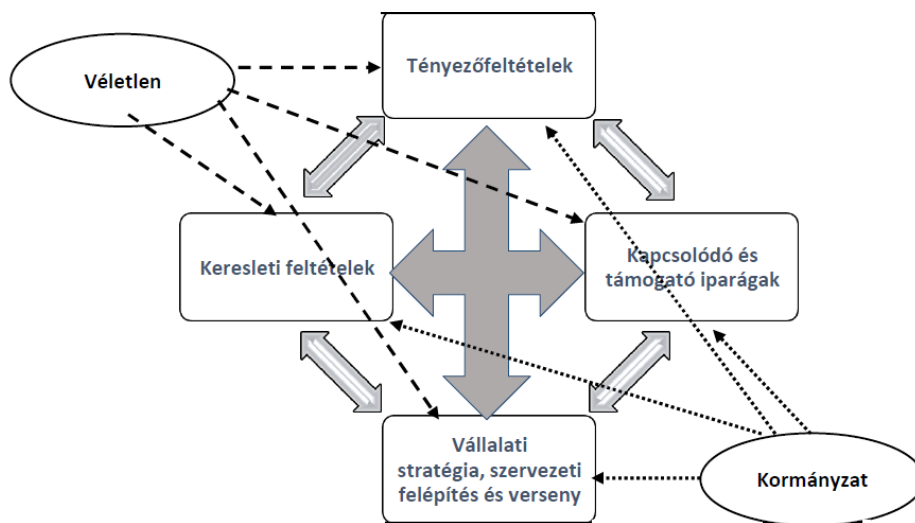 Tényezőfeltételek
Véletlen
Keresleti feltételek
Kapcsolódó és
támogató iparágak
Vállalati
stratégia, szervezeti
felépítés és verseny
Kormányzat